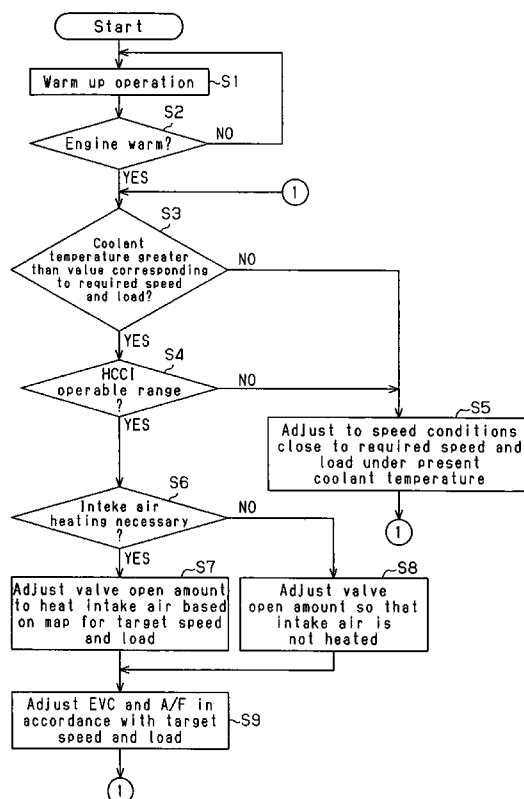 Start
Warm up operation
S1
S2
Engine warm?
NO
YES
1
S3
Coolant
temperature greater
than value corresponding
to required speed
and load?
NO
YES
S4
HCCI
operable range
?
NO
YES
S5
Adjust to speed conditions
close to required speed and
load under present
coolant temperature
1
S6
Inteke air
heating necessary
?
NO
YES
S7
Adjust valve open amount
to heat intake air based
on map for target speed
and load
S8
Adjust valve
open amount so that
intake air is
not heated
Adjust EVC and A/F in
accordance with target
speed and load
S9
1